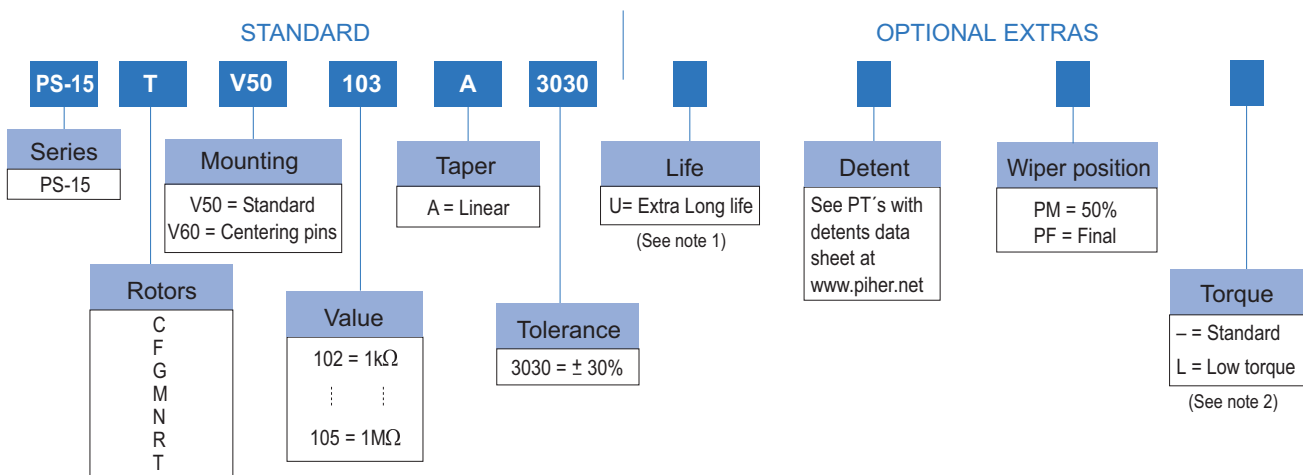 STANDARD
OPTIONAL EXTRAS
PS-15
T
V50
103
A
3030
Series
PS-15
Mounting
V50 = Standard
V60 = Centering pins
Taper
A = Linear
Life
U= Extra Long life
(See note 1)
Detent
See PT´s with
detents data
sheet at
www.piher.net
Wiper position
PM = 50%
PF = Final
Rotors
C
F
G
M
N
R
T
Value
102 = 1kΩ
105 = 1MΩ
Tolerance
3030 = ± 30%
Torque
– = Standard
L = Low torque
(See note 2)